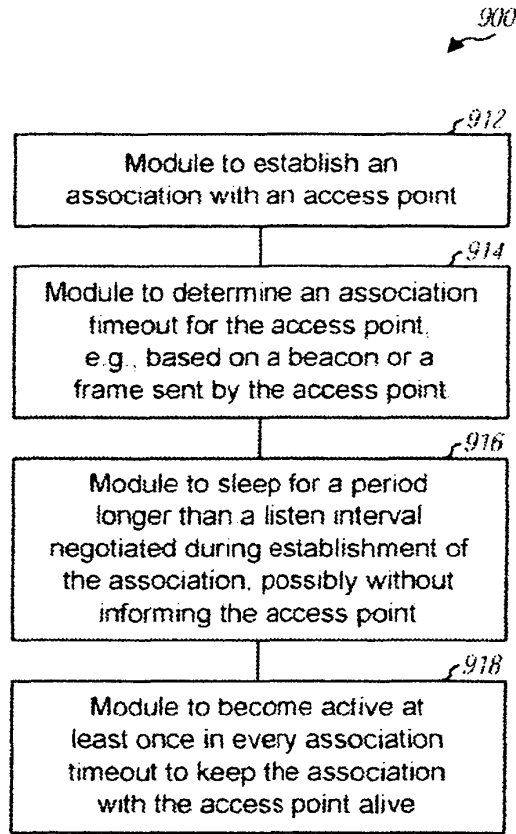 900
912
Module to establish an
association with an access point
914
Module to determine an association
timeout for the access point,
e.g., based on a beacon or a
frame sent by the access point
916
Module to sleep for a period
longer than a listen interval
negotiated during establishment of
the association, possibly without
informing the access point
918
Module to become active at
least once in every association
timeout to keep the association
with the access point alive